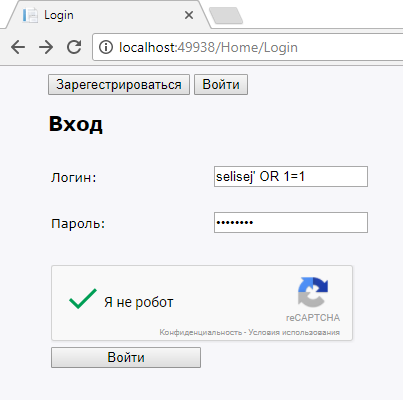 Login
localhost:49938/Home/Login
Зарегестрироваться Войти
Вход
Логин: selisej' OR 1=1
Пароль: ••••••••
Я не робот
reCAPTCHA
Конфиденциальность - Условия использования
Войти